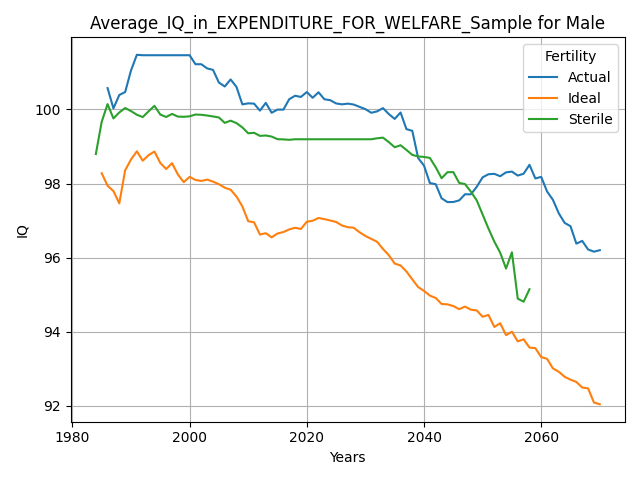 Average_IQ_in_EXPENDITURE_FOR_WELFARE_Sample for Male
Fertility
Actual
Ideal
Sterile
IQ
100
98
96
94
92
1980
2000
2020
2040
2060
Years